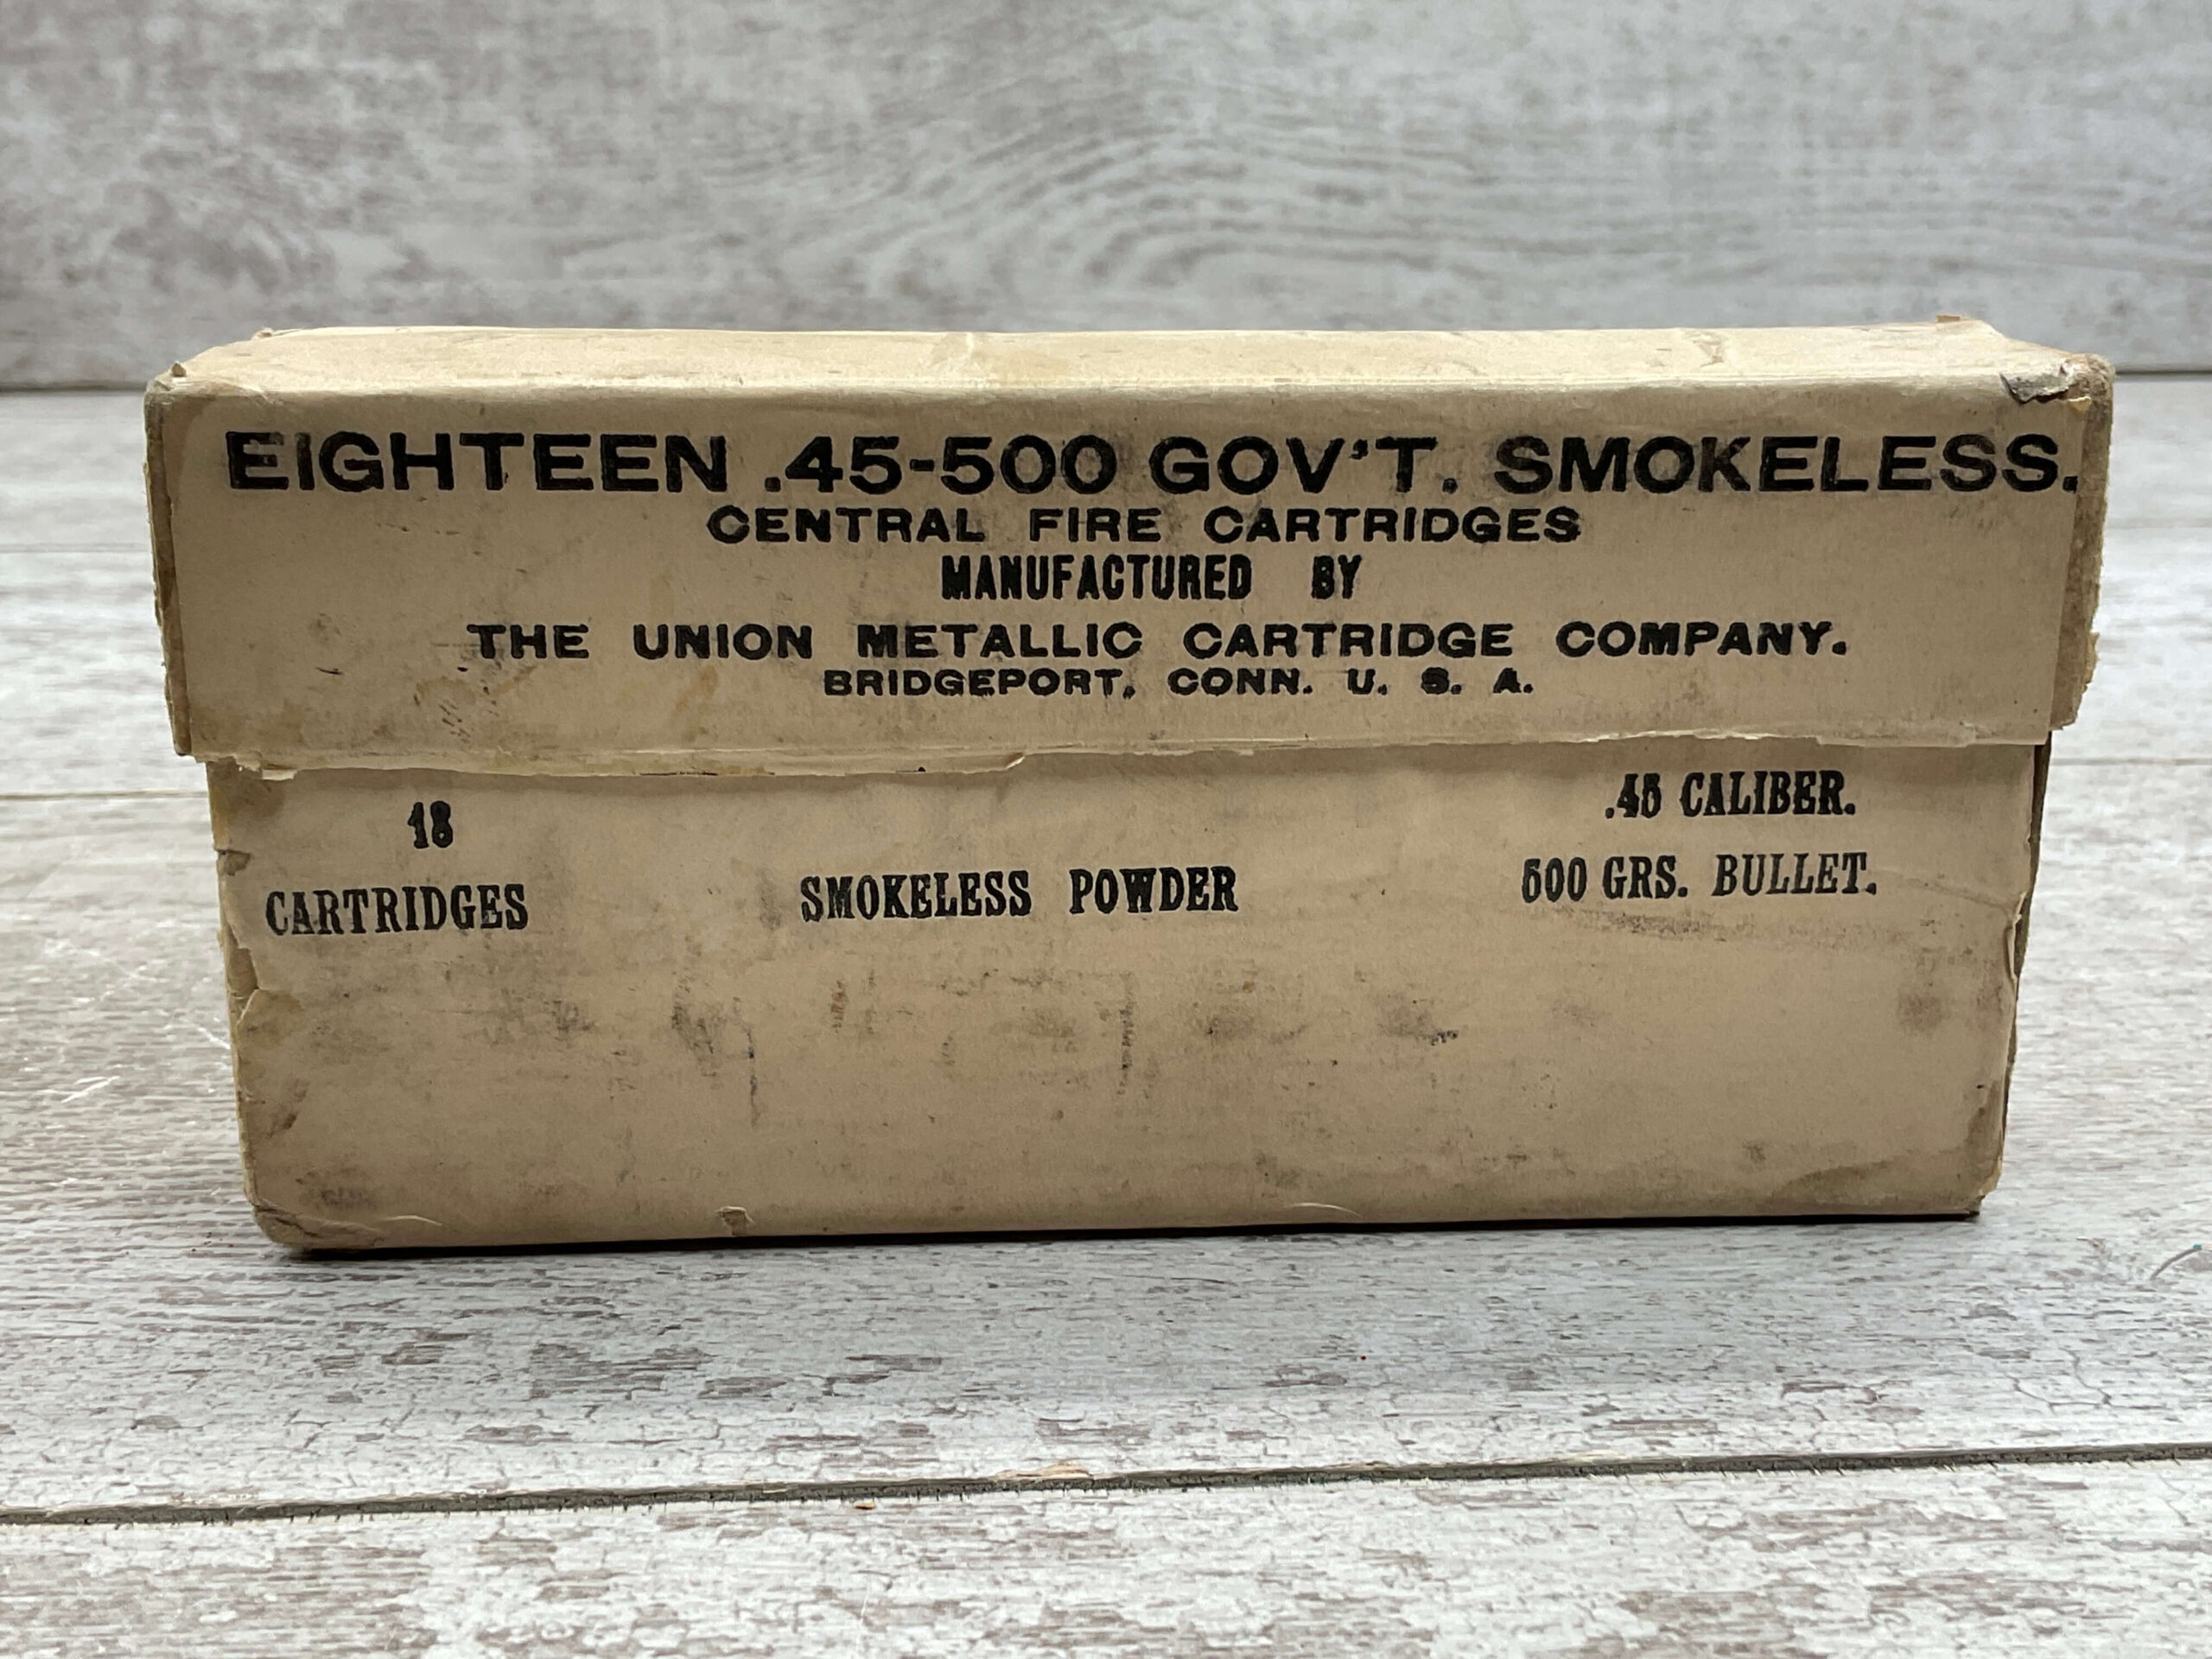 EIGHTEEN .45-500 GOV'T. SMOKELESS.
CENTRAL FIRE CARTRIDGES
MANUFACTURED BY
THE UNION METALLIC CARTRIDGE COMPANY.
BRIDGEPORT, CONN. U. S. A.
18
CARTRIDGES
SMOKELESS POWDER
.45 CALIBER.
500 GRS. BULLET.